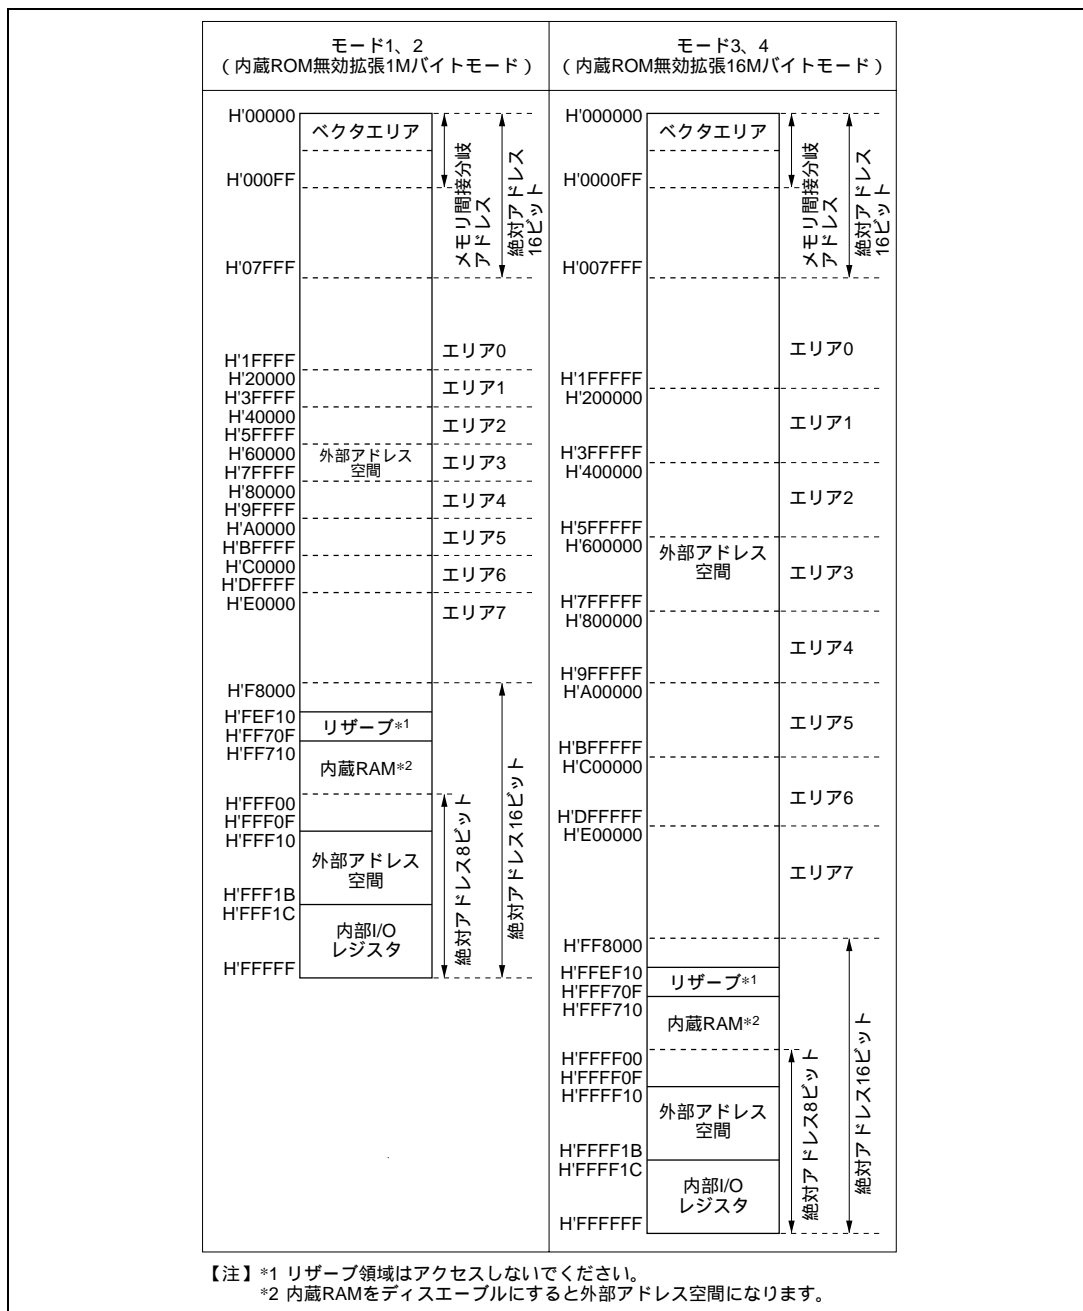 モード1、2
（内蔵ROM無効拡張1Mバイトモード）
H'00000
ベクタエリア
H'000FF
H'07FFF
メモリ間接分岐
アドレス
絶対アドレス
16ビット
エリア0
H'1FFFF
H'20000
エリア1
H'3FFFF
H'40000
エリア2
H'5FFFF
H'60000
外部アドレス
空間
エリア3
H'7FFFF
H'80000
エリア4
H'9FFFF
H'A0000
エリア5
H'BFFFF
H'C0000
エリア6
H'DFFFF
H'E0000
エリア7
H'F8000
H'FEF10
リザーブ*1
H'FF70F
H'FF710
内蔵RAM*2
H'FFF00
H'FFF0F
H'FFF10
外部アドレス
空間
H'FFF1B
H'FFF1C
内部I/O
レジスタ
H'FFFFF
絶対アドレス8ビット
絶対アドレス16ビット
モード3、4
（内蔵ROM無効拡張16Mバイトモード）
H'000000
ベクタエリア
H'0000FF
H'007FFF
メモリ間接分岐
アドレス
絶対アドレス
16ビット
エリア0
H'1FFFFF
H'200000
エリア1
H'3FFFFF
H'400000
エリア2
H'5FFFFF
H'600000
外部アドレス
空間
エリア3
H'7FFFFF
H'800000
エリア4
H'9FFFFF
H'A00000
エリア5
H'BFFFFF
H'C00000
エリア6
H'DFFFFF
H'E00000
エリア7
H'FF8000
H'FFEF10
リザーブ*1
H'FFF70F
H'FFF710
内蔵RAM*2
H'FFFF00
H'FFFF0F
H'FFFF10
外部アドレス
空間
H'FFFF1B
H'FFFF1C
内部I/O
レジスタ
H'FFFFFF
絶対アドレス8ビット
絶対アドレス16ビット
【注】*1 リザーブ領域はアクセスしないでください。
*2 内蔵RAMをディスエーブルにすると外部アドレス空間になります。